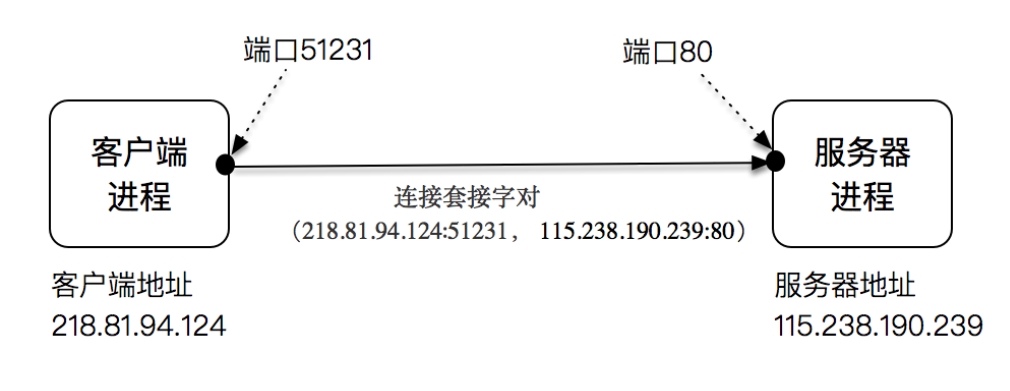 端口51231
端口80
客户端
进程
服务器
进程
连接套接字对
（218.81.94.124:51231， 115.238.190.239:80）
客户端地址
218.81.94.124
服务器地址
115.238.190.239